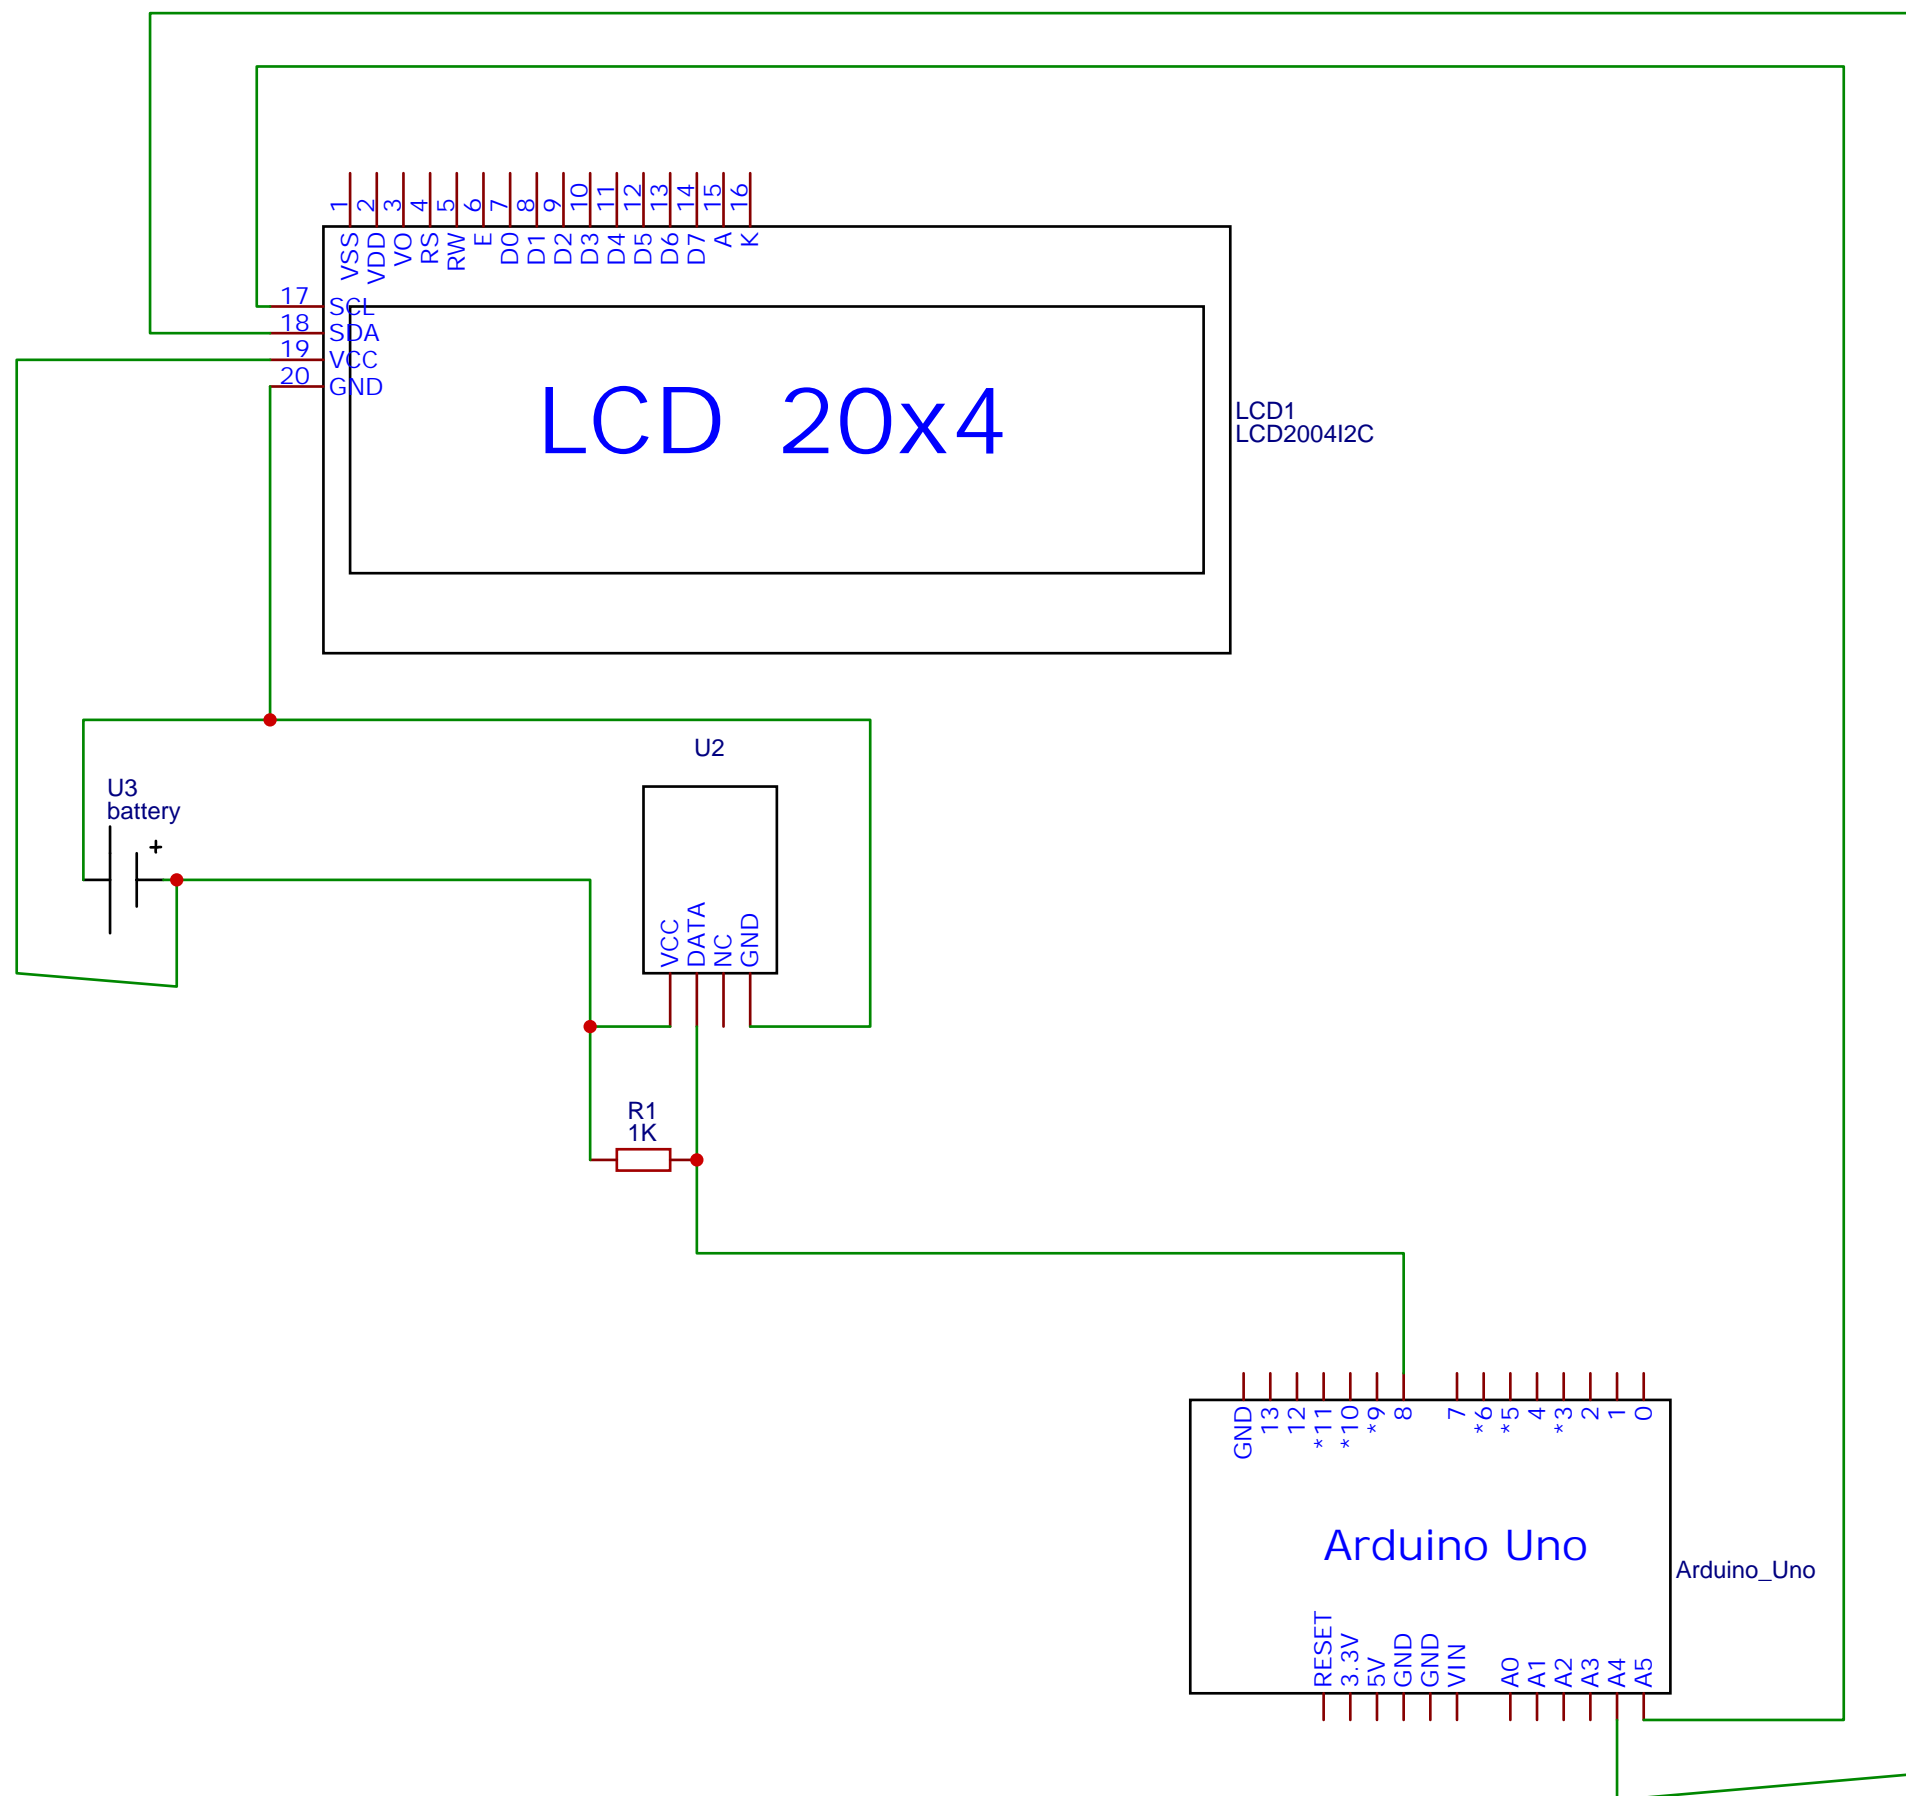 1
2
3
4
5
6
7
8
9
10
11
12
13
14
15
16
VSS
VDD
VO
RS
RW
E
D0
D1
D2
D3
D4
D5
D6
D7
A
K
17 SCL
18 SDA
19 VCC
20 GND
LCD 20x4
LCD1
LCD2004I2C
U2
U3
battery
+
VCC
DATA
NC
GND
R1
1K
GND
13
12
*11
*10
*9
8
7
*6
*5
4
*3
2
1
0
Arduino Uno
Arduino_Uno
RESET
3.3V
5V
GND
GND
VIN
A0
A1
A2
A3
A4
A5